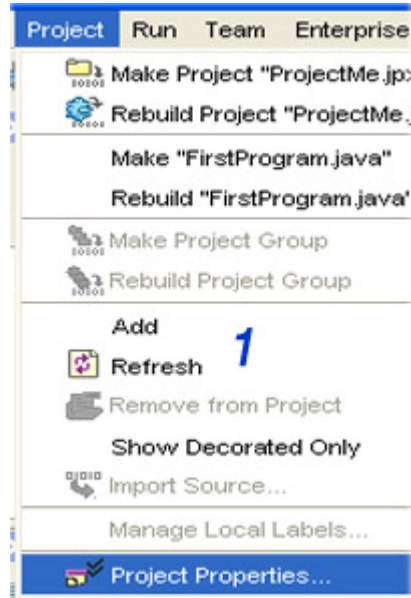 Project Run Team Enterprise
Make Project "ProjectMe.jp
Rebuild Project "ProjectMe.
Make "FirstProgram.java"
Rebuild "FirstProgram.java"
Make Project Group
Rebuild Project Group
Add
1
Refresh
Remove from Project
Show Decorated Only
Import Source...
Manage Local Labels...
Project Properties...